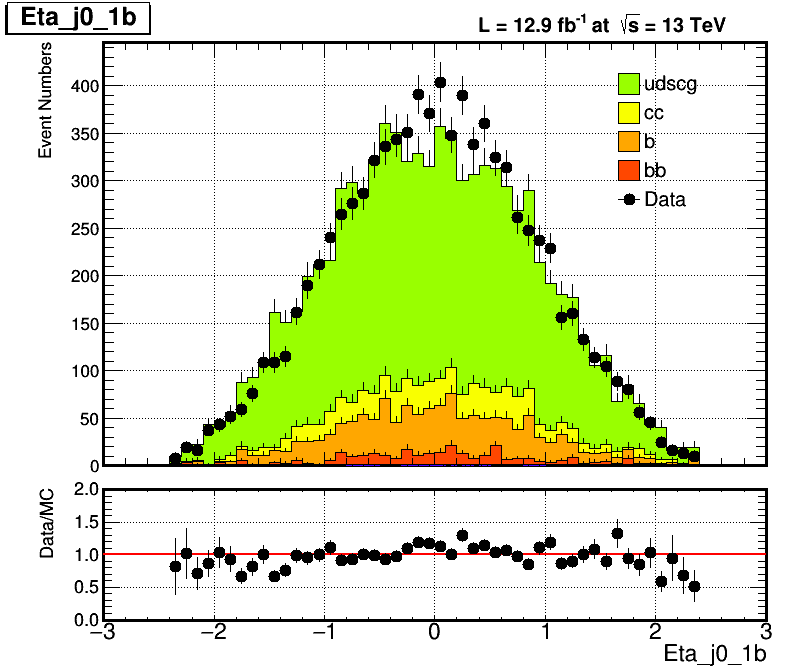 Eta_j0_1b
L = 12.9 fb⁻¹ at √s = 13 TeV
Event Numbers
400
350
300
250
200
150
100
50
0
udscg
cc
b
bb
Data
Data/MC
2.0
1.5
1.0
0.5
0.0
−3 −2 −1 0 1 2 3
Eta_j0_1b